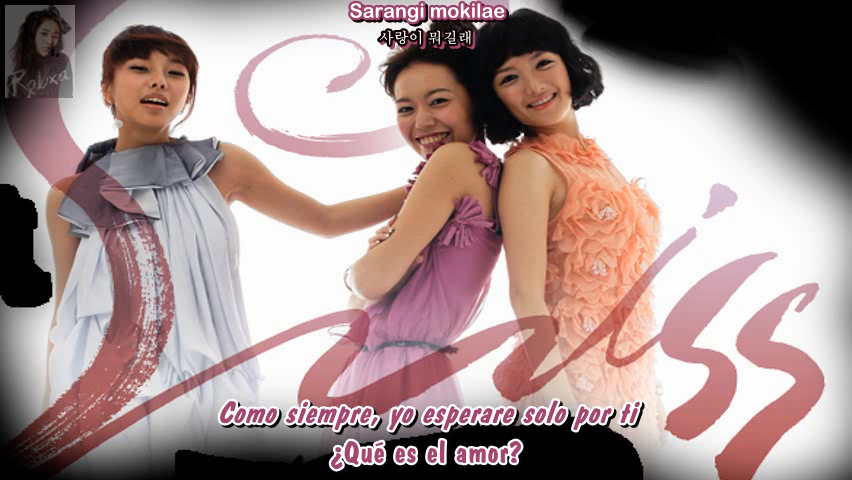 Sarangi mokilae
사랑이 뭐길래
Rebxa
S miss
Como siempre, yo esperare solo por ti
¿Qué es el amor?